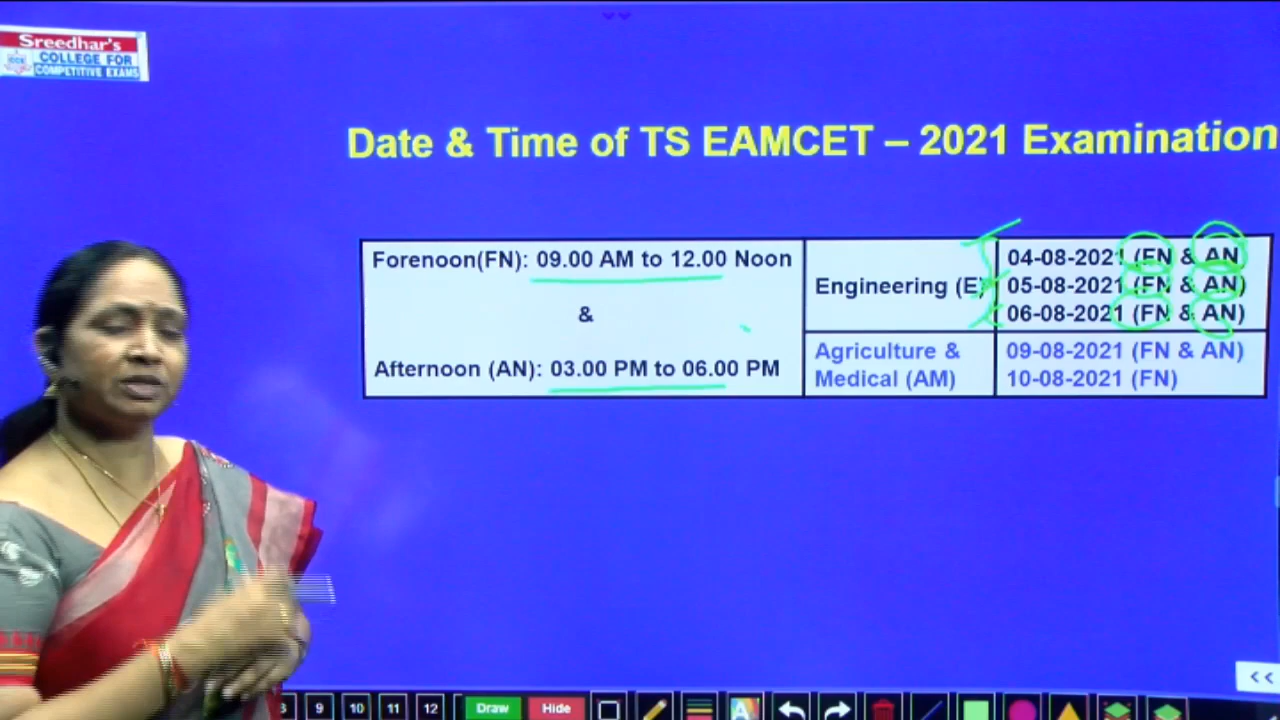 Sreedhar's
COLLEGE FOR
COMPETITIVE EXAMS
Date & Time of TS EAMCET – 2021 Examination
Forenoon(FN): 09.00 AM to 12.00 Noon
&
Afternoon (AN): 03.00 PM to 06.00 PM
Engineering (E)
04-08-2021 (FN & AN)
05-08-2021 (FN & AN)
06-08-2021 (FN & AN)
Agriculture &
Medical (AM)
09-08-2021 (FN & AN)
10-08-2021 (FN)
8 9 10 11 12 Draw Hide A
<<